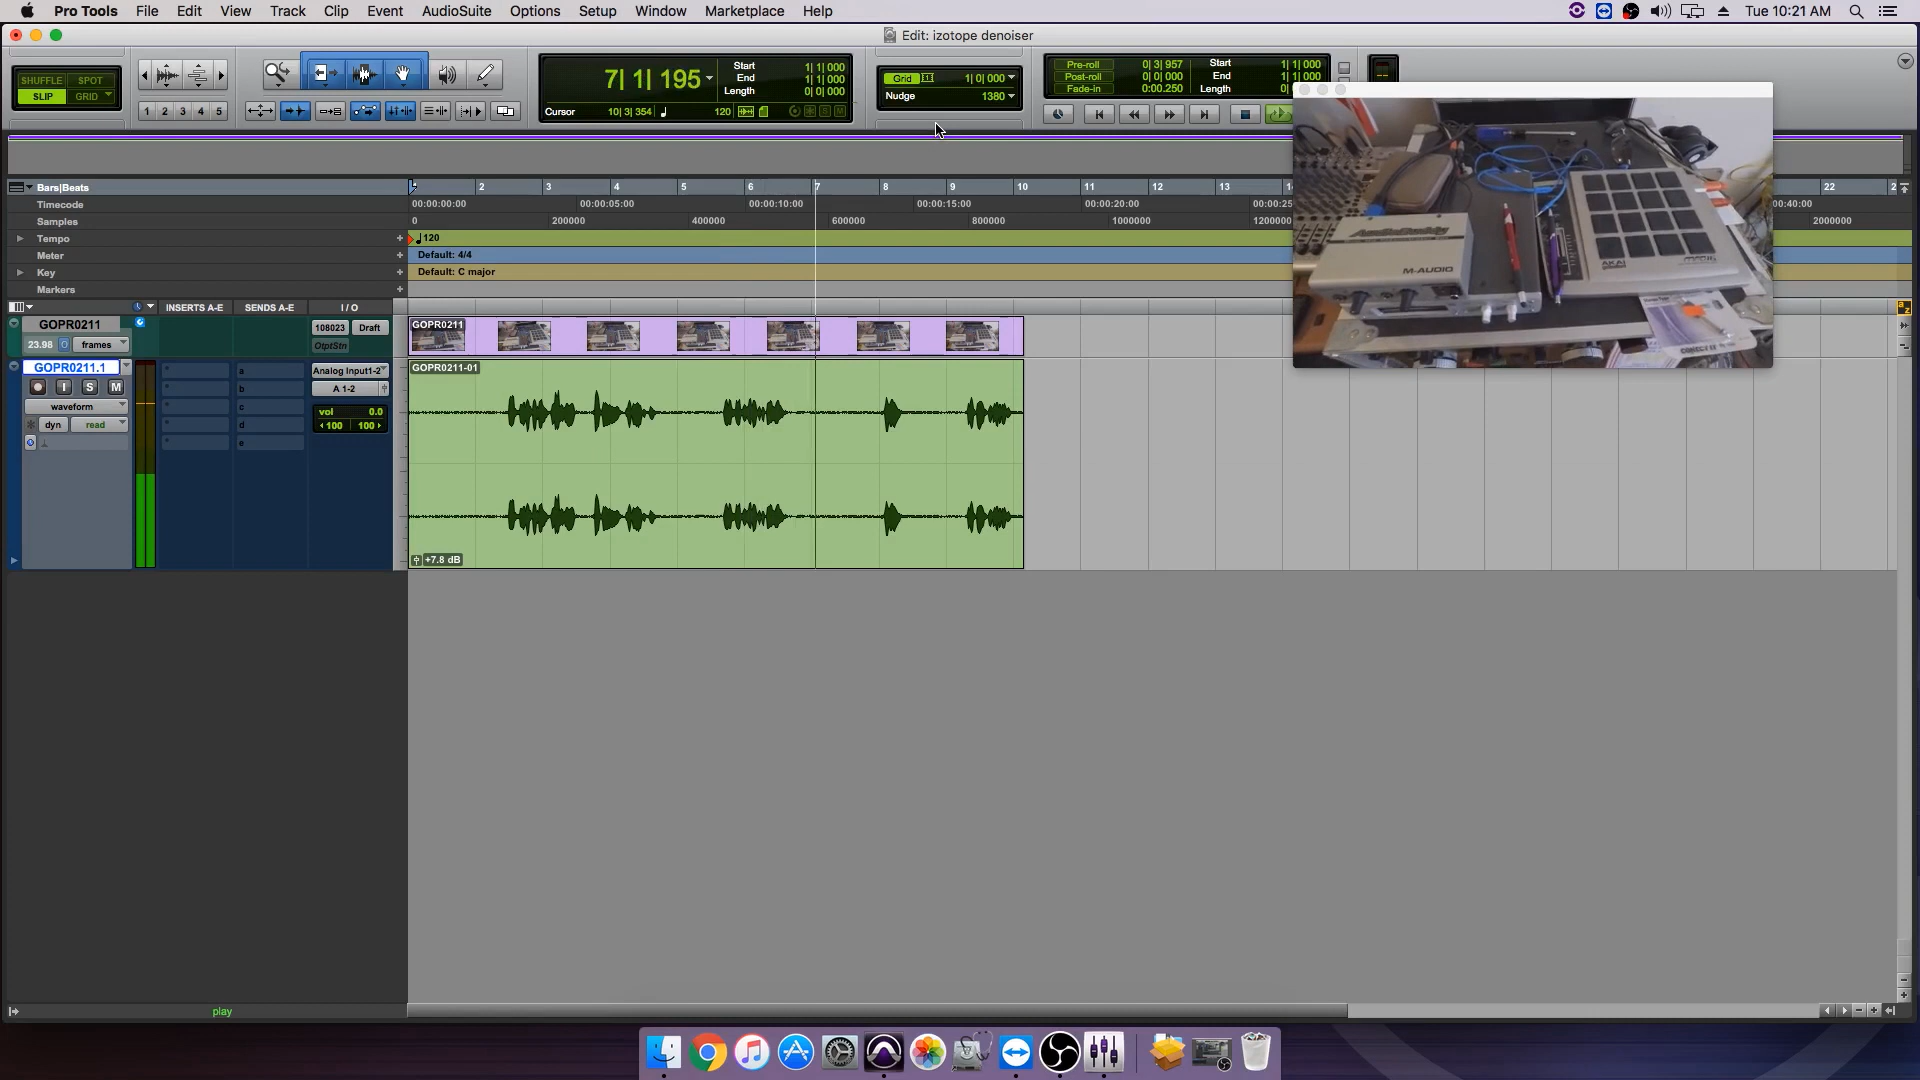 Pro Tools File Edit View Track Clip Event AudioSuite Options Setup Window Marketplace Help Tue 10:21 AM
Edit: izotope denoiser
SHUFFLE SPOT
SLIP GRID
1 2 3 4 5
7| 1| 195
Start 1| 1| 000
End 1| 1| 000
Length 0| 0| 000
Cursor 10| 3| 354 120
Grid 1| 0| 000
Nudge 1380
Pre-roll 0| 3| 957
Post-roll 0| 0| 000
Fade-in 0:00.250
Start 1| 1| 000
End 1| 1| 000
Length 0| 0| 000
Bars|Beats 2 3 4 5 6 7 8 9 10 11 12 13 22
Timecode 00:00:00:00 00:00:05:00 00:00:10:00 00:00:15:00 00:00:20:00 00:00:25 :00:40:00
Samples 0 200000 400000 600000 800000 1000000 1200000 2000000
Tempo 120
Meter Default: 4/4
Key Default: C major
Markers
INSERTS A-E SENDS A-E I / O
GOPR0211 108023 Draft
23.98 frames OtptStn
GOPR0211
GOPR0211.1 a Analog Input1-2
I S M b A 1-2
waveform c vol 0.0
dyn read d 100 100
e
GOPR0211-01
+7.8 dB
M-AUDIO
AKAI
play